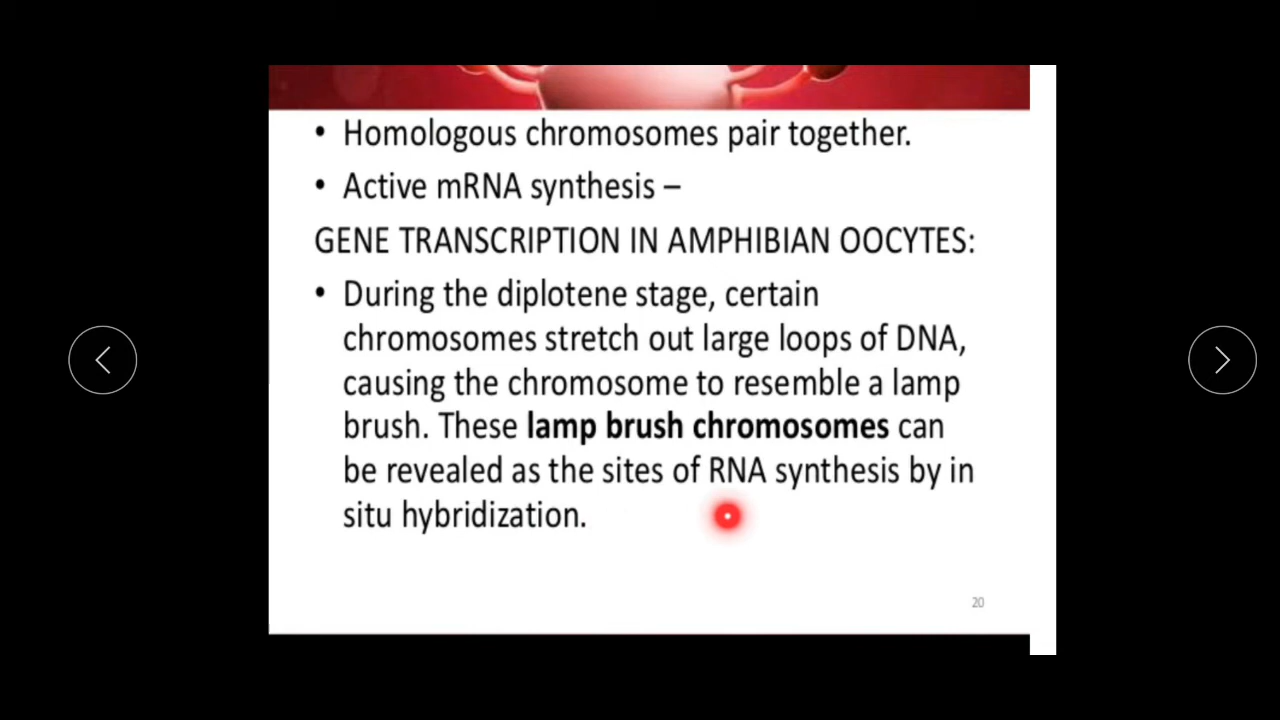 • Homologous chromosomes pair together.
• Active mRNA synthesis –
GENE TRANSCRIPTION IN AMPHIBIAN OOCYTES:
• During the diplotene stage, certain
chromosomes stretch out large loops of DNA,
causing the chromosome to resemble a lamp
brush. These lamp brush chromosomes can
be revealed as the sites of RNA synthesis by in
situ hybridization.
20